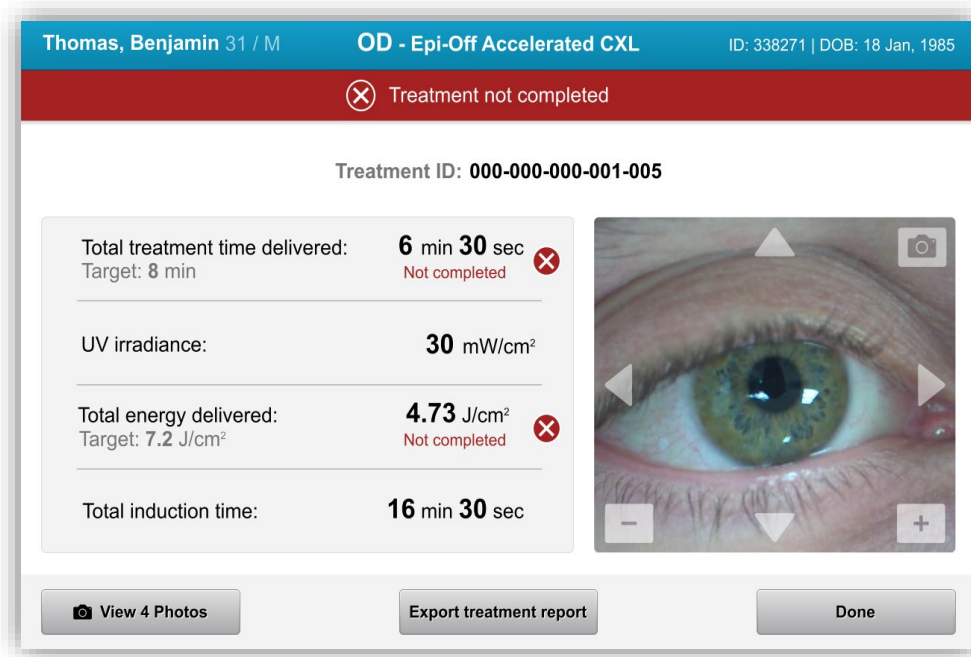 Thomas, Benjamin 31 / M OD - Epi-Off Accelerated CXL ID: 338271 | DOB: 18 Jan, 1985
Treatment not completed
Treatment ID: 000-000-000-001-005
Total treatment time delivered: 6 min 30 sec
Target: 8 min Not completed
UV irradiance: 30 mW/cm²
Total energy delivered: 4.73 J/cm²
Target: 7.2 J/cm² Not completed
Total induction time: 16 min 30 sec
View 4 Photos Export treatment report Done